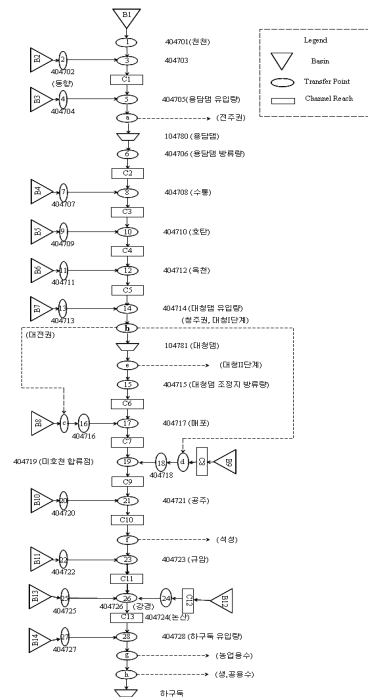 B1
Legend
Basin
Transfer Point
Channel Reach
1 404701(천천)
B2 2 3 404703
404702
(동향)
C1
B3 4 5 404705(용담댐 유입량)
404704
a (전주권)
104780 (용담댐)
6 404706 (용담댐 방류량)
C2
B4 7 8 404708 (수통)
404707
C3
B5 9 10 404710 (호탄)
404709
C4
B6 11 12 404712 (옥천)
404711
C5
B7 13 14 404714 (대청댐 유입량)
404713
(청주권, 대청I단계)
b
(대전권)
104781 (대청댐)
e (대청II단계)
15 404715 (대청댐 조정지 방류량)
C6
B8 c 16 17 404717 (매포)
404716
C7
404719 (미호천 합류점) 19 18 d C8 B9
404718
C9
B10 20 21 404721 (공주)
404720
C10
f (석성)
B11 22 23 404723 (규암)
404722
C11
B13 25 26 24 C12 B12
404725 404726 (강경)
C13 404724(논산)
B14 27 28 404728 (하구둑 유입량)
404727
g (농업용수)
h (생,공용수)
하구둑